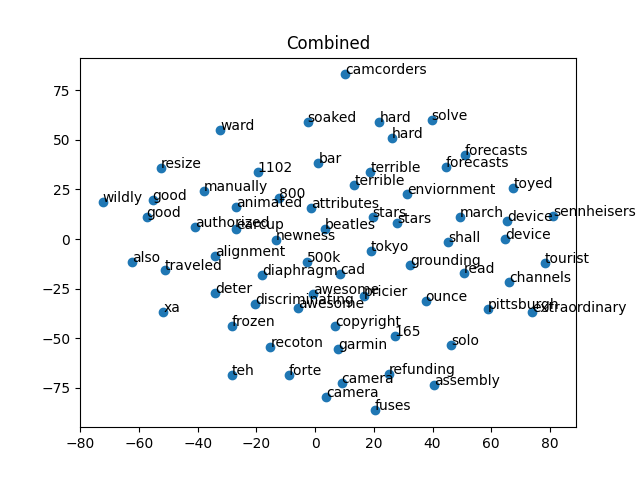 Combined
camcorders
soaked
hard
solve
ward
hard
forecasts
bar
forecasts
resize
1102
terrible
terrible
manually
800
enviornment
toyed
wildly
good
animated
attributes
good
stars
stars
march
device
sennheisers
authorized
earcup
beatles
newness
shall
device
alignment
tokyo
also
traveled
500k
grounding
tourist
diaphragm
cad
read
channels
deter
awesome
pricier
discriminating
awesome
ounce
pittsburgh
extraordinary
xa
frozen
copyright
165
recoton
garmin
solo
teh
forte
refunding
camera
assembly
camera
fuses
75
50
25
0
−25
−50
−75
−80
−60
−40
−20
0
20
40
60
80